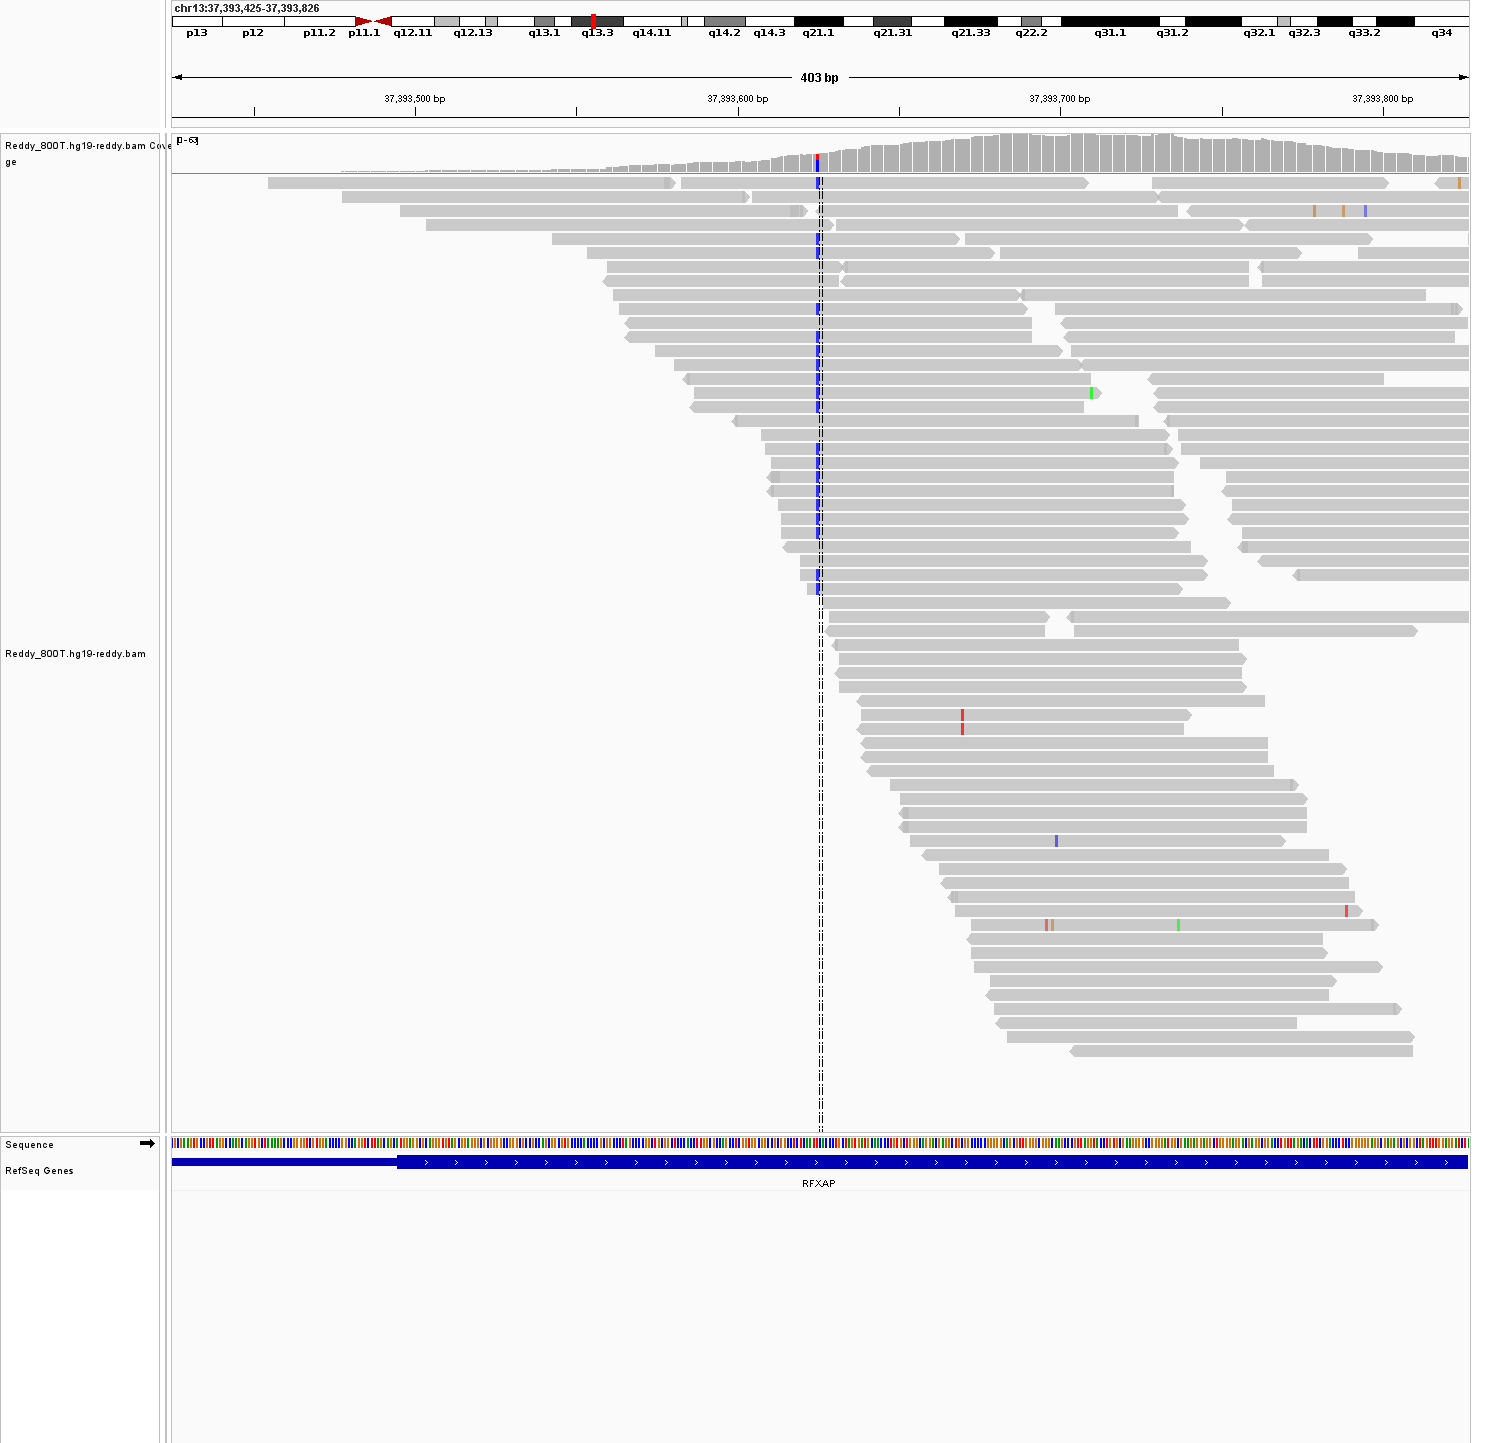 chr13:37,393,425-37,393,826
p13 p12 p11.2 p11.1 q12.11 q12.13 q13.1 q13.3 q14.11 q14.2 q14.3 q21.1 q21.31 q21.33 q22.2 q31.1 q31.2 q32.1 q32.3 q33.2 q34
403 bp
37,393,500 bp 37,393,600 bp 37,393,700 bp 37,393,800 bp
Reddy_800T.hg19-reddy.bam Cove
ge
[0-63]
Reddy_800T.hg19-reddy.bam
Sequence
RefSeq Genes
RFXAP